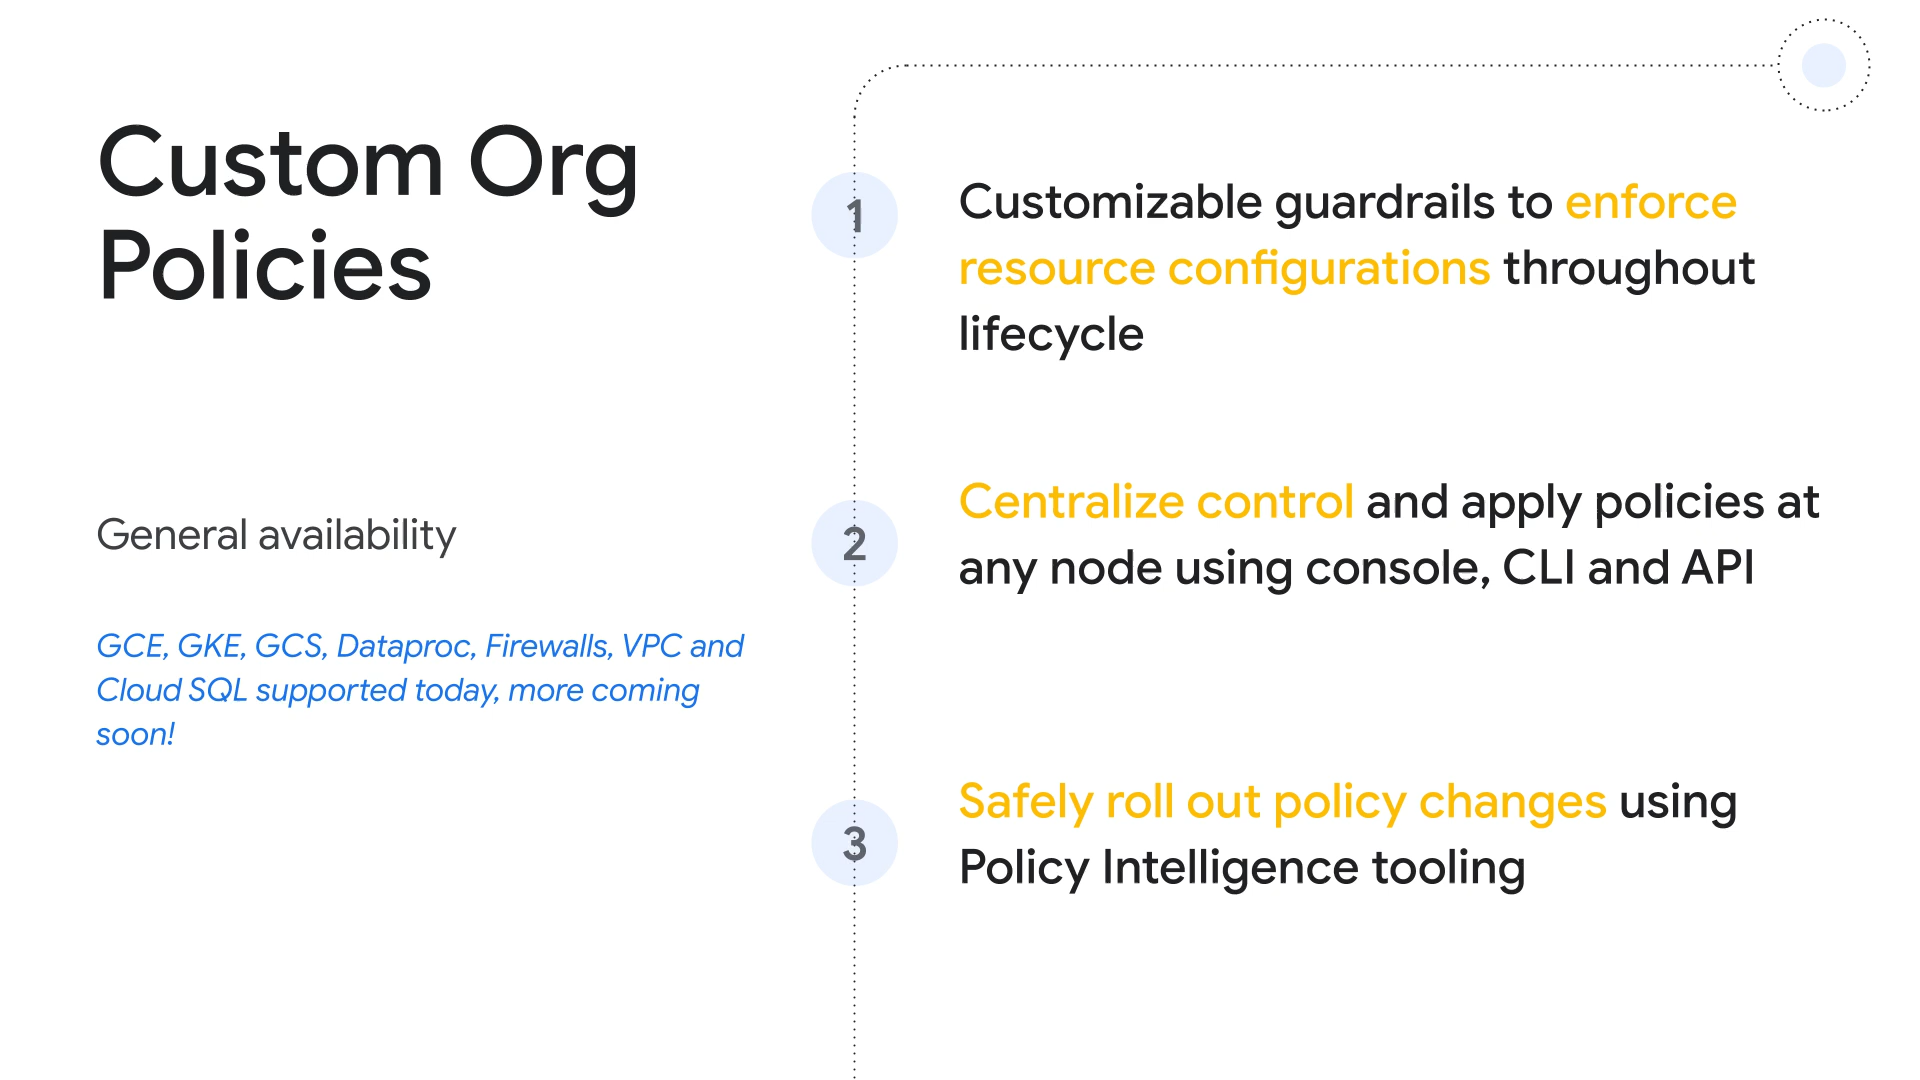 Custom Org
Policies
General availability
GCE, GKE, GCS, Dataproc, Firewalls, VPC and
Cloud SQL supported today, more coming
soon!
1
Customizable guardrails to enforce
resource configurations throughout
lifecycle
2
Centralize control and apply policies at
any node using console, CLI and API
3
Safely roll out policy changes using
Policy Intelligence tooling